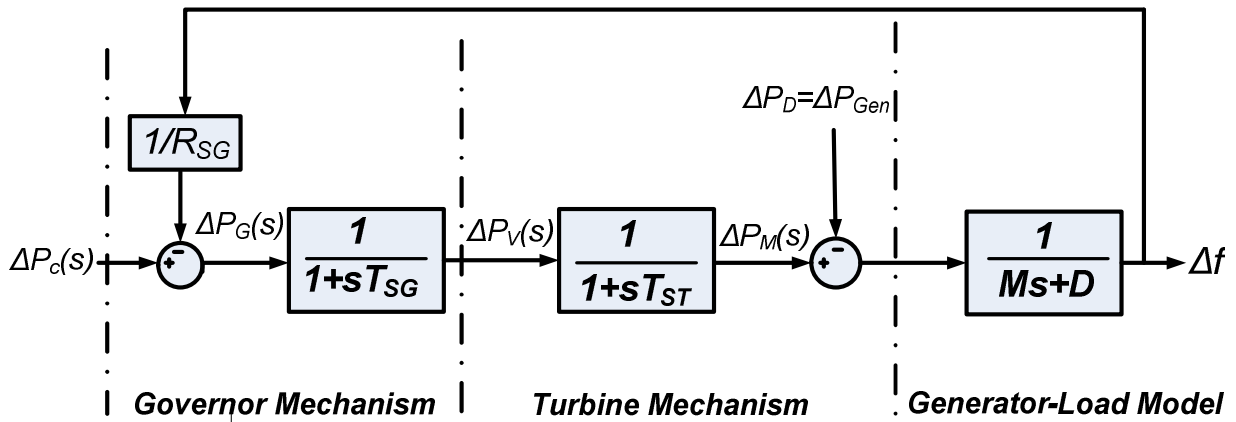 ΔP_D=ΔP_Gen
1/R_SG
ΔP_c(s)
-
+
ΔP_G(s)
1
1+sT_SG
ΔP_V(s)
1
1+sT_ST
ΔP_M(s)
-
+
1
Ms+D
Δf
Governor Mechanism
Turbine Mechanism
Generator-Load Model